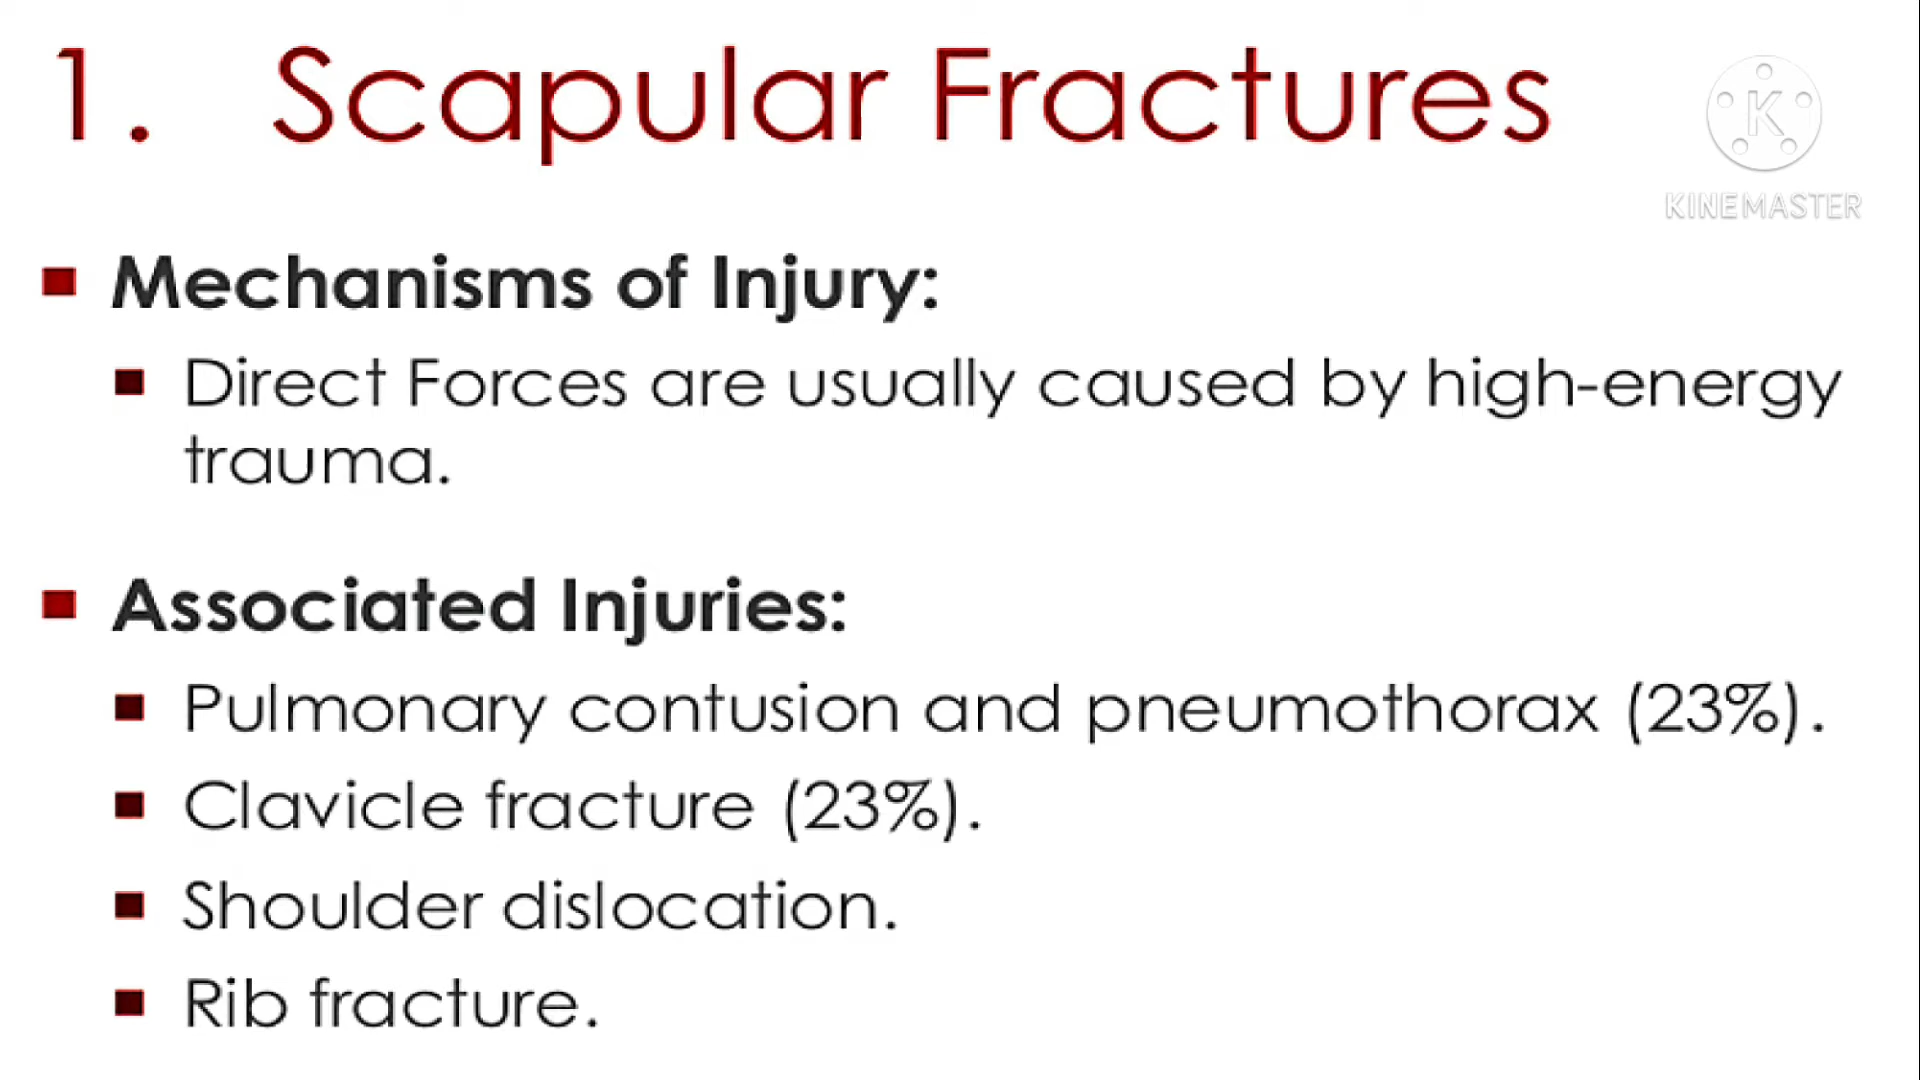 1. Scapular Fractures
K
KINEMASTER
Mechanisms of Injury:
Direct Forces are usually caused by high-energy
trauma.
Associated Injuries:
Pulmonary contusion and pneumothorax (23%).
Clavicle fracture (23%).
Shoulder dislocation.
Rib fracture.